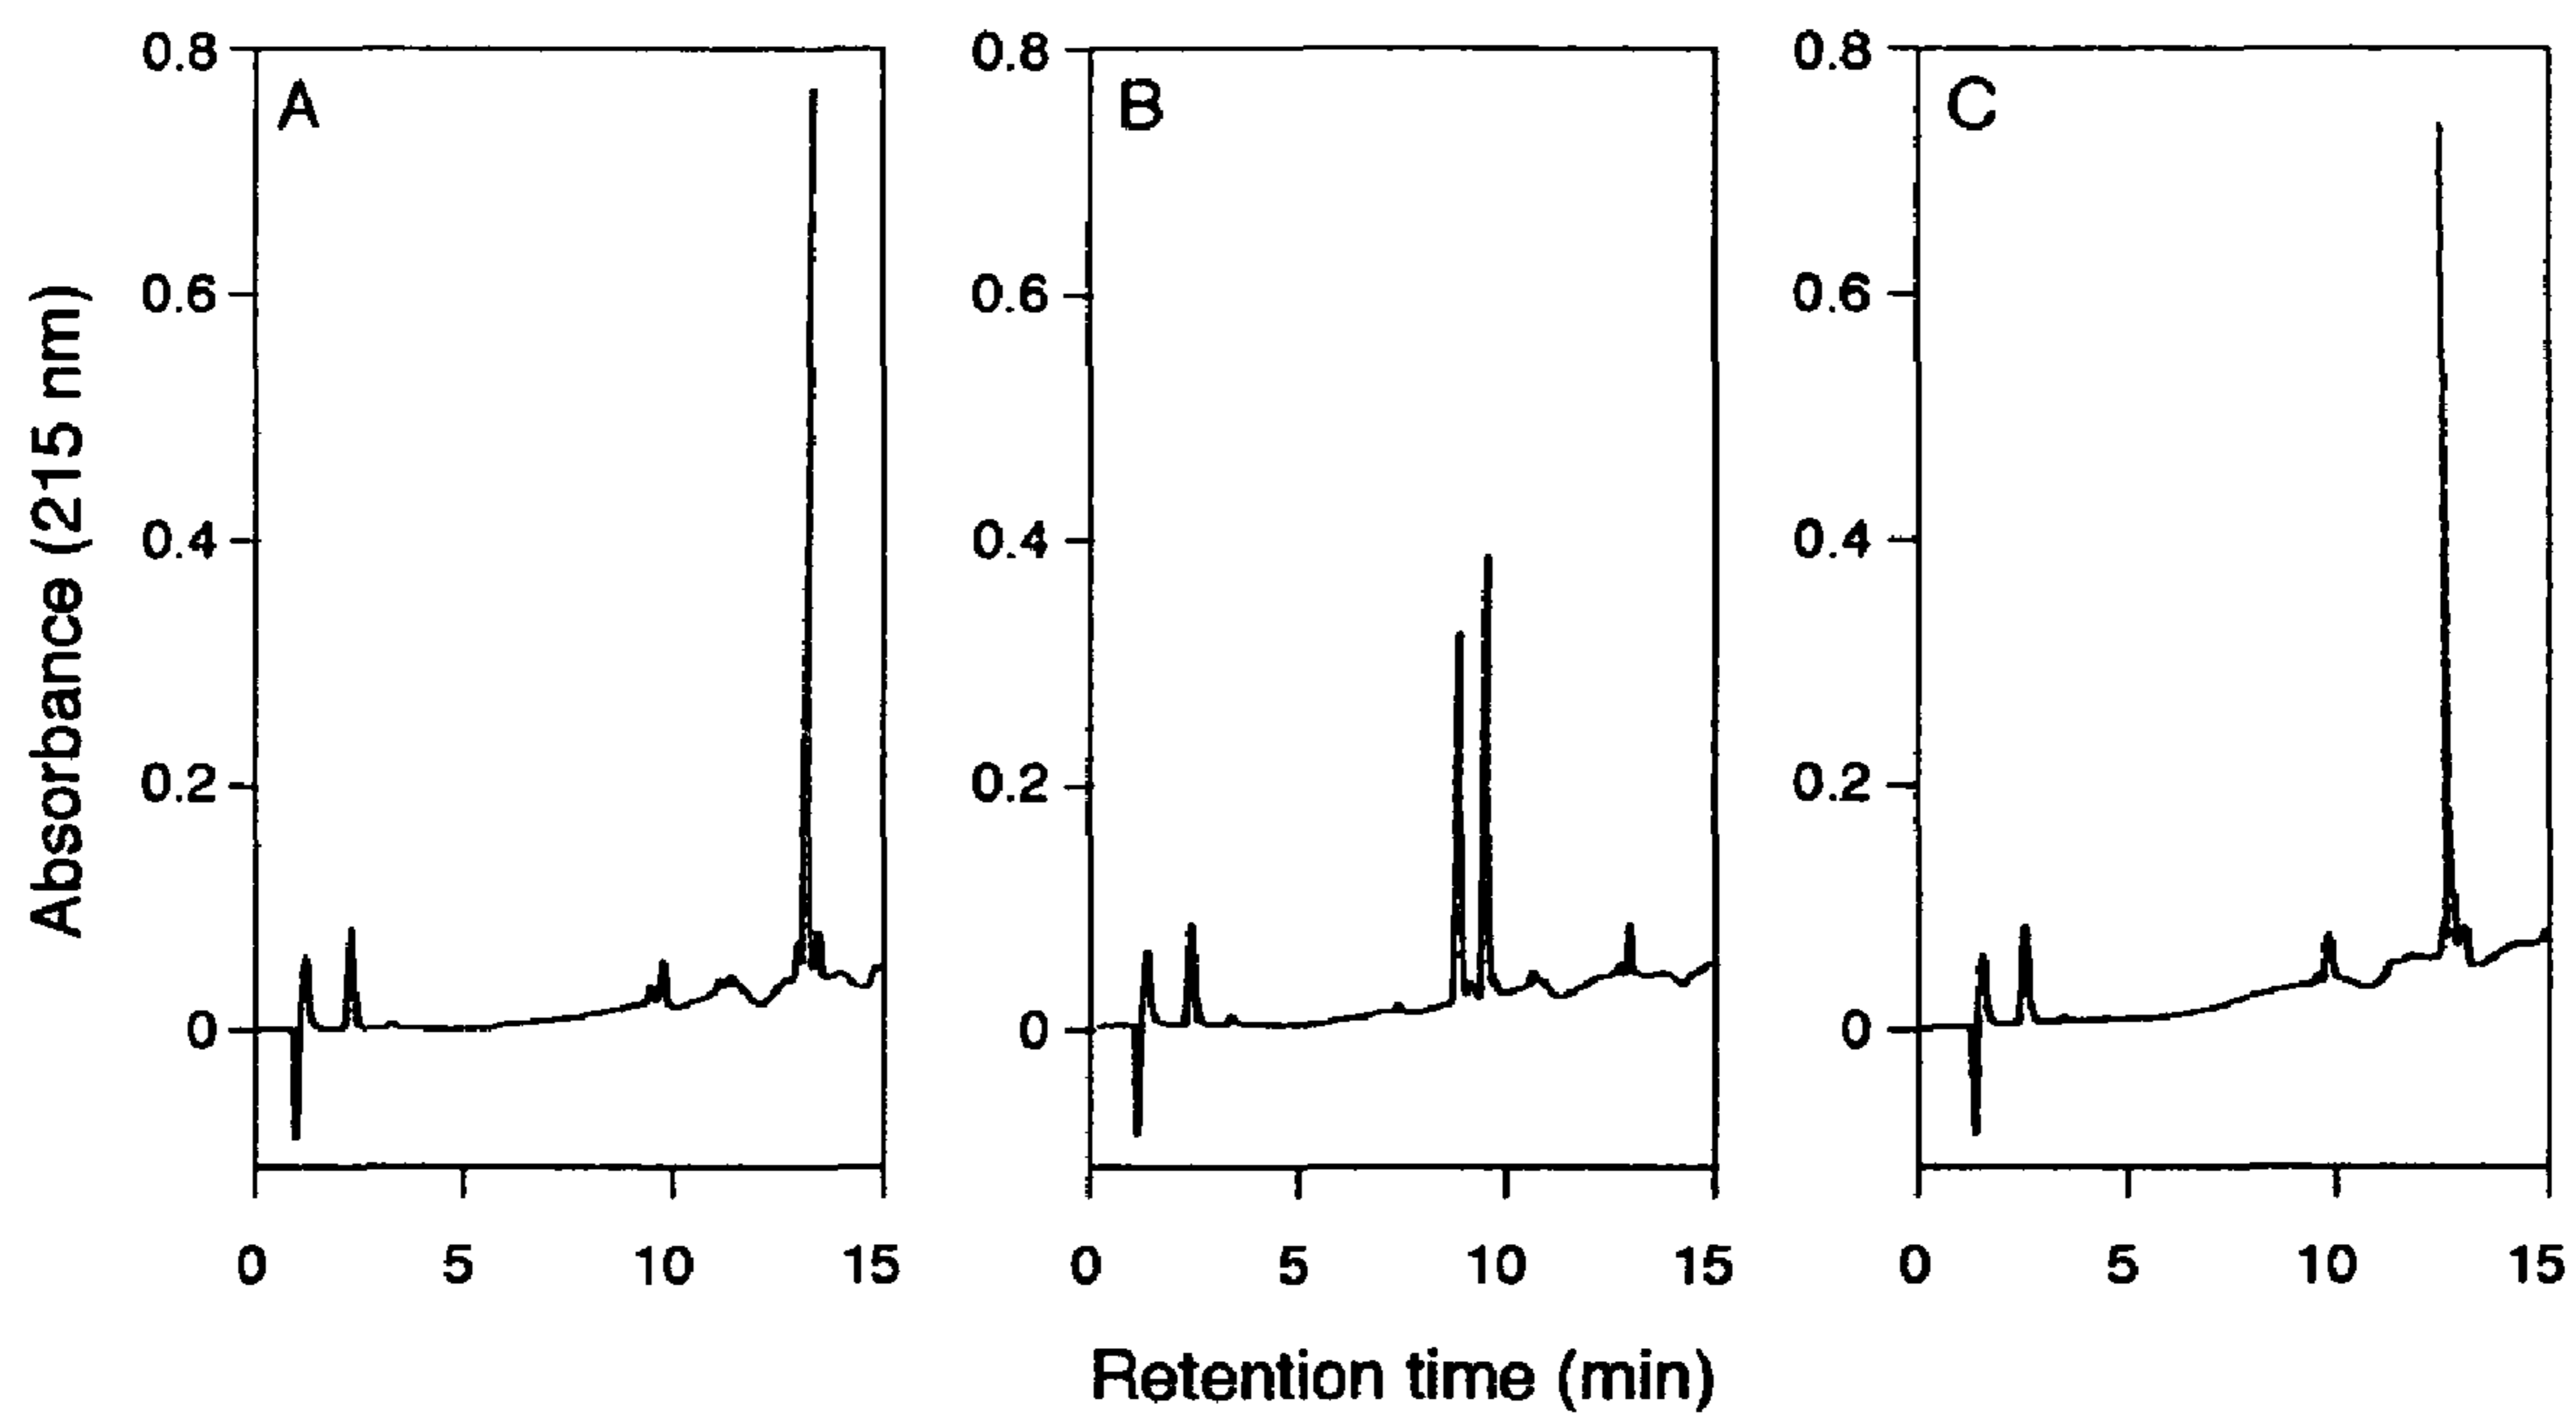 0.8 0.8 0.8
A B C
0.6 0.6 0.6
0.4 0.4 0.4
0.2 0.2 0.2
0 0 0
Absorbance (215 nm)
0 5 10 15 0 5 10 15 0 5 10 15
Retention time (min)